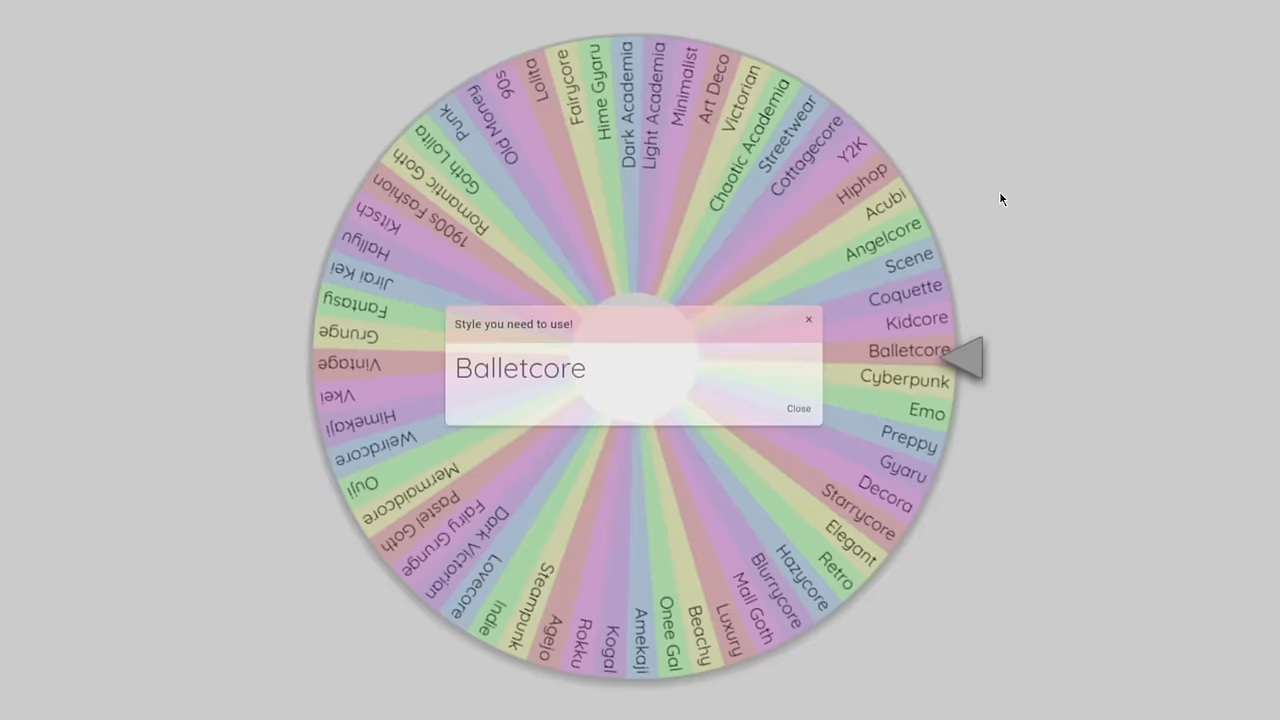 Style you need to use!
×
Balletcore
Close
Dark Academia
Light Academia
Minimalist
Art Deco
Victorian
Chaotic Academia
Streetwear
Cottagecore
Y2K
Hiphop
Acubi
Angelcore
Scene
Coquette
Kidcore
Balletcore
Cyberpunk
Emo
Preppy
Gyaru
Decora
Starrycore
Elegant
Retro
Hazycore
Blurrycore
Mall Goth
Luxury
Beachy
Onee Gal
Amekaji
Kogal
Rokku
Agejo
Steampunk
Indie
Lovecore
Dark Victorian
Fairy Grunge
Pastel Goth
Mermaidcore
Ouji
Weirdcore
Himekaji
Vkei
Vintage
Grunge
Fantasy
Jirai Kei
Hallyu
Kitsch
1900s Fashion
Romantic Goth
Goth Lolita
Punk
Old Money
90s
Lolita
Fairycore
Hime Gyaru